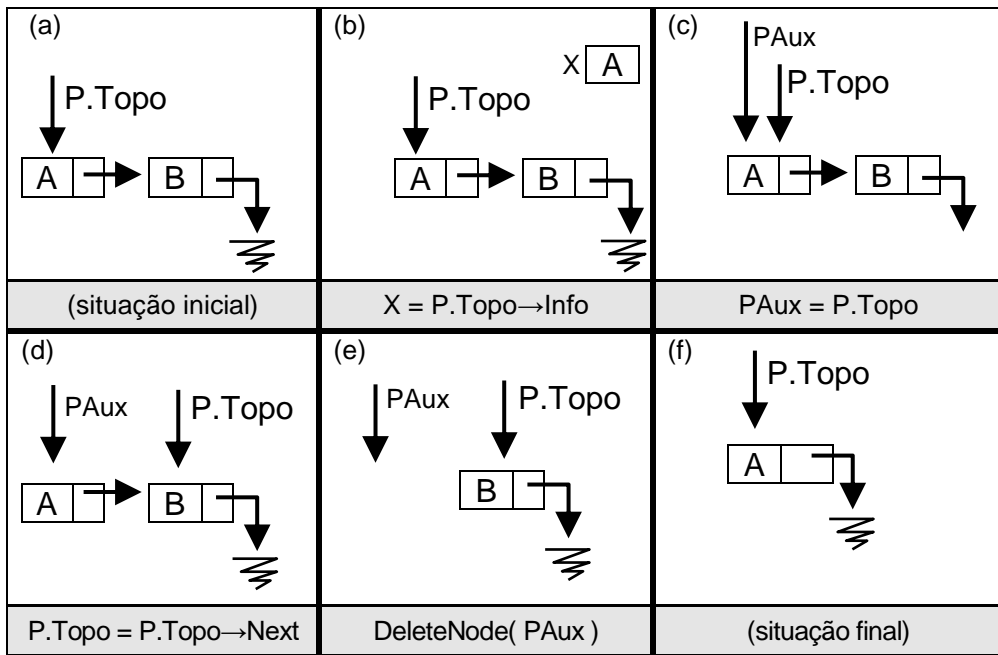 (a)
P.Topo
A
B
(situação inicial)
(b)
X A
P.Topo
A
B
X = P.Topo→Info
(c)
PAux
P.Topo
A
B
PAux = P.Topo
(d)
PAux
P.Topo
A
B
P.Topo = P.Topo→Next
(e)
PAux
P.Topo
B
DeleteNode( PAux )
(f)
P.Topo
A
(situação final)